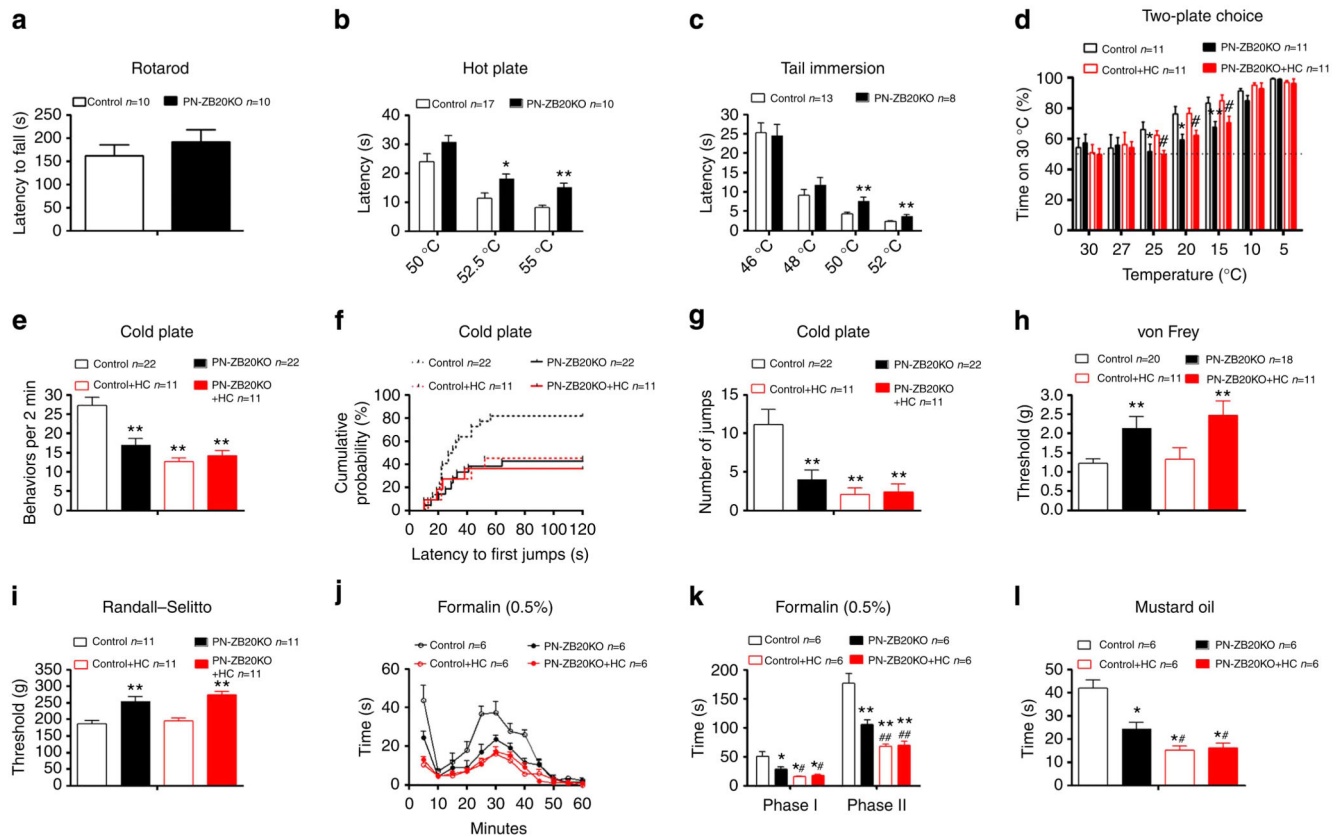 a
Rotarod
Control n=10
PN-ZB20KO n=10
Latency to fall (s)
250
200
150
100
50
0
b
Hot plate
Control n=17
PN-ZB20KO n=10
Latency (s)
40
30
20
10
0
*
**
50 °C
52.5 °C
55 °C
c
Tail immersion
Control n=13
PN-ZB20KO n=8
Latency (s)
30
25
20
15
10
5
0
**
**
46 °C
48 °C
50 °C
52 °C
d
Two-plate choice
Control n=11
PN-ZB20KO n=11
Control+HC n=11
PN-ZB20KO+HC n=11
Time on 30 °C (%)
100
80
60
40
20
0
*
#
*
#
**
#
30 27 25 20 15 10 5
Temperature (°C)
e
Cold plate
Control n=22
PN-ZB20KO n=22
Control+HC n=11
PN-ZB20KO
+HC n=11
Behaviors per 2 min
30
25
20
15
10
5
0
**
**
**
f
Cold plate
Control n=22
PN-ZB20KO n=22
Control+HC n=11
PN-ZB20KO+HC n=11
Cumulative
probability (%)
100
80
60
40
20
0
0 20 40 60 80 100 120
Latency to first jumps (s)
g
Cold plate
Control n=22
PN-ZB20KO n=22
Control+HC n=11
PN-ZB20KO
+HC n=11
Number of jumps
15
10
5
0
**
**
**
h
von Frey
Control n=20
PN-ZB20KO n=18
Control+HC n=11
PN-ZB20KO+HC n=11
Threshold (g)
3.0
2.5
2.0
1.5
1.0
0.5
0.0
**
**
i
Randall–Selitto
Control n=11
PN-ZB20KO n=11
Control+HC n=11
PN-ZB20KO
+HC n=11
Threshold (g)
350
300
250
200
150
100
50
0
**
**
j
Formalin (0.5%)
Control n=6
PN-ZB20KO n=6
Control+HC n=6
PN-ZB20KO+HC n=6
Time (s)
60
40
20
0
0 10 20 30 40 50 60
Minutes
k
Formalin (0.5%)
Control n=6
PN-ZB20KO n=6
Control+HC n=6
PN-ZB20KO+HC n=6
Time (s)
200
150
100
50
0
*
*#
*#
**
**
##
**
##
Phase I
Phase II
l
Mustard oil
Control n=6
PN-ZB20KO n=6
Control+HC n=6
PN-ZB20KO+HC n=6
Time (s)
50
40
30
20
10
0
*
*#
*#